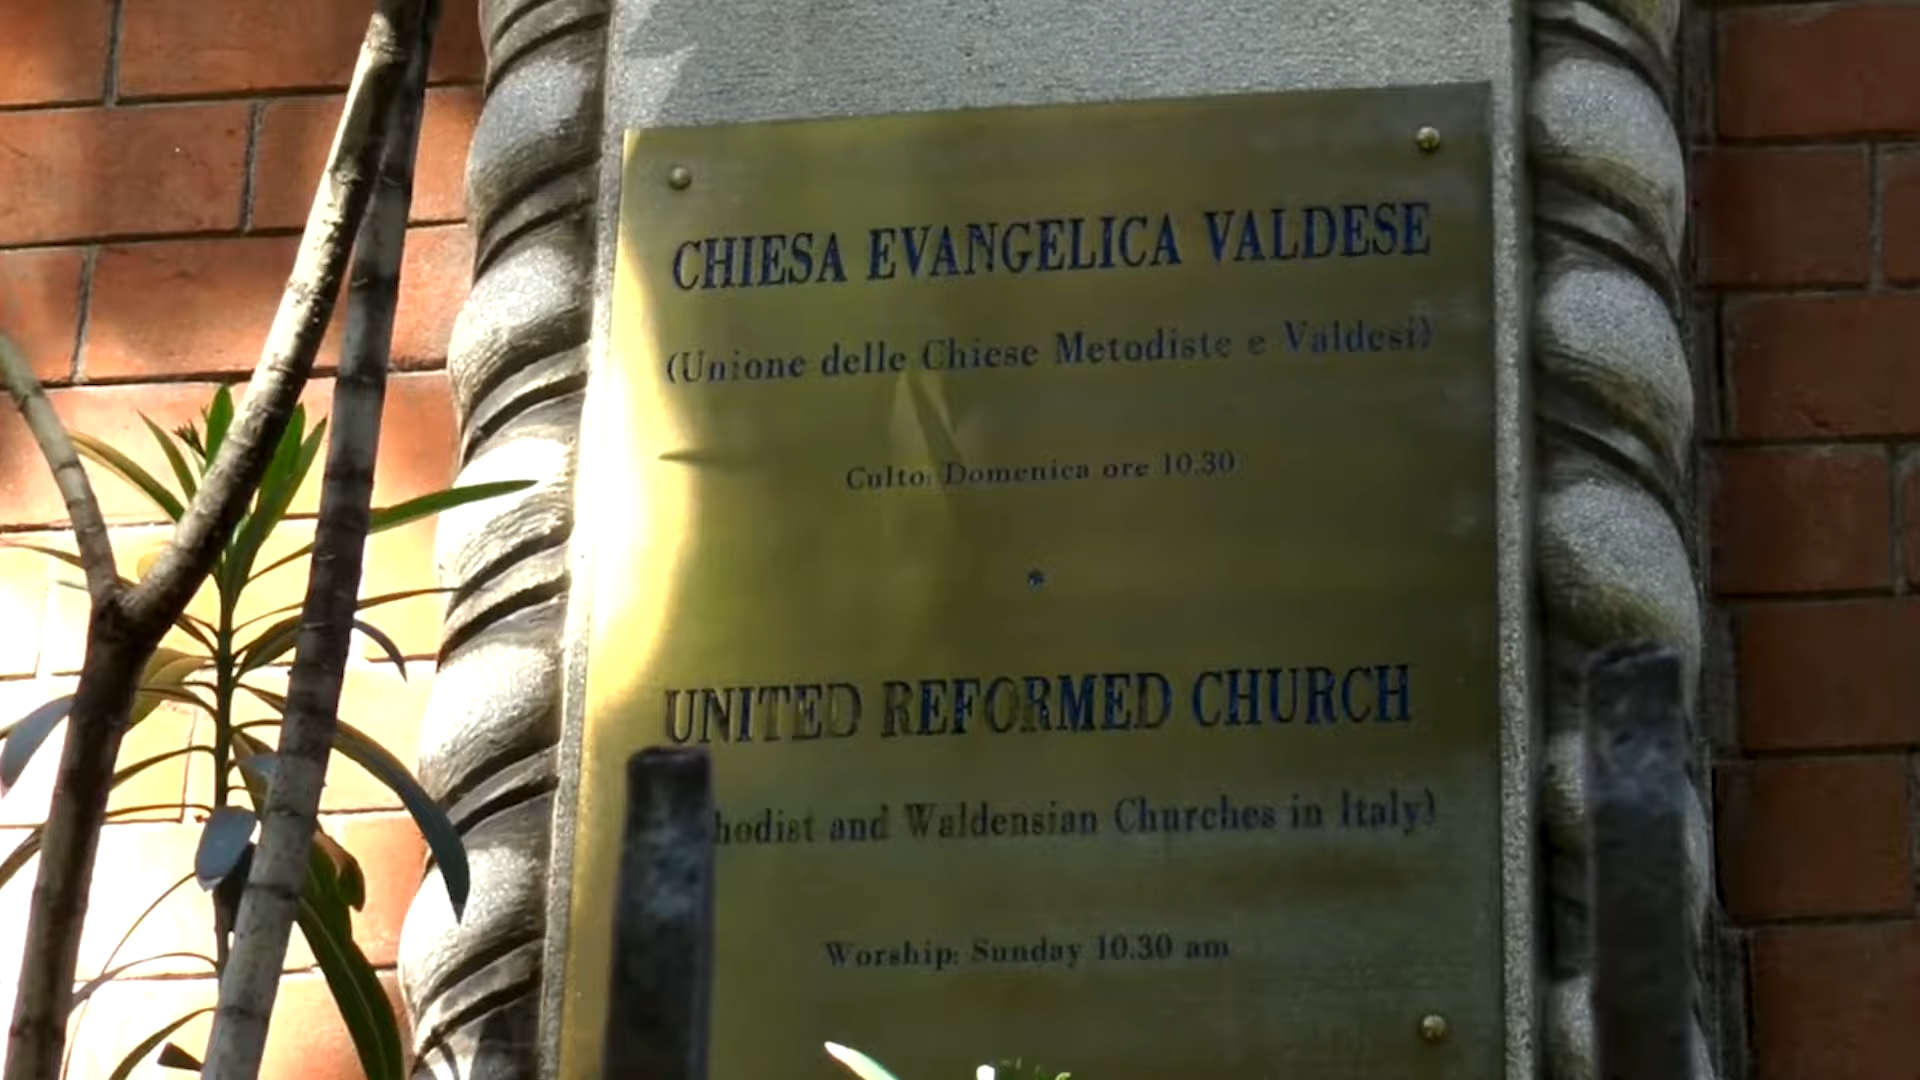 CHIESA EVANGELICA VALDESE
(Unione delle Chiese Metodiste e Valdesi)
Culto: Domenica ore 10.30
*
UNITED REFORMED CHURCH
hodist and Waldensian Churches in Italy)
Worship: Sunday 10.30 am